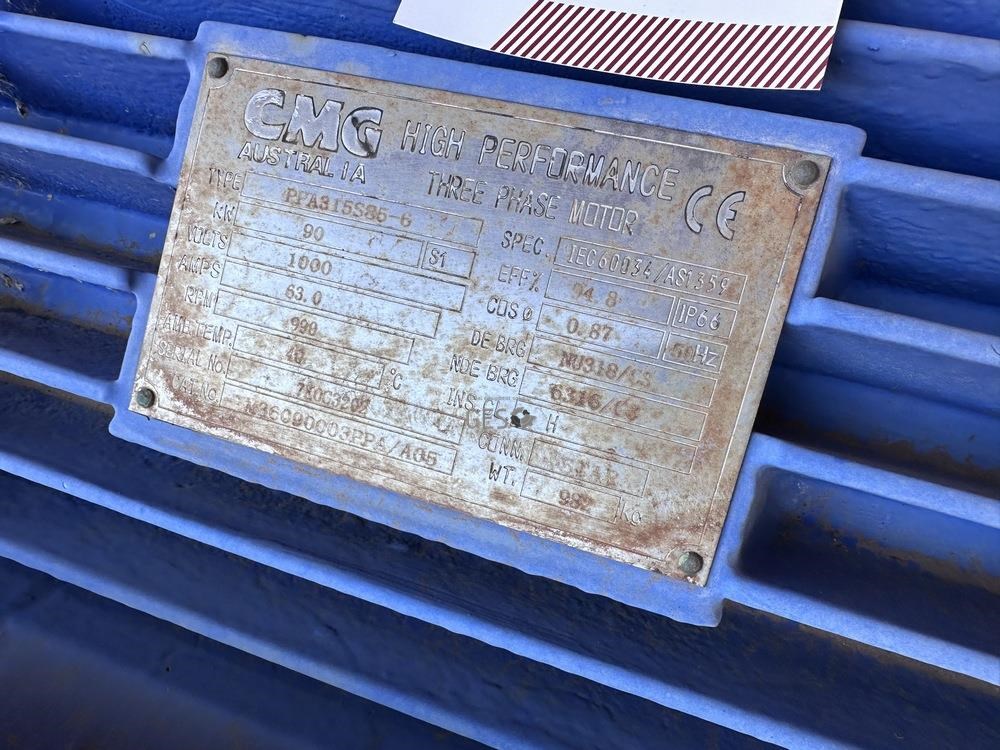 CMG
AUSTRALIA
HIGH PERFORMANCE
THREE PHASE MOTOR
CE
TYPE PPA315S85-6
KW 90 S1
VOLTS 1000
AMPS 63.0
RPM 990
AMB.TEMP. 40 °C
SERIAL No.
CAT.No.
SPEC. IEC60034/AS1359
EFF% 94.8 IP66
COS Ø 0.87 50HZ
DE BRG NU318/C3
NDE BRG 6316/C3
INS.CL. H
CONN. STAR
WT. kg